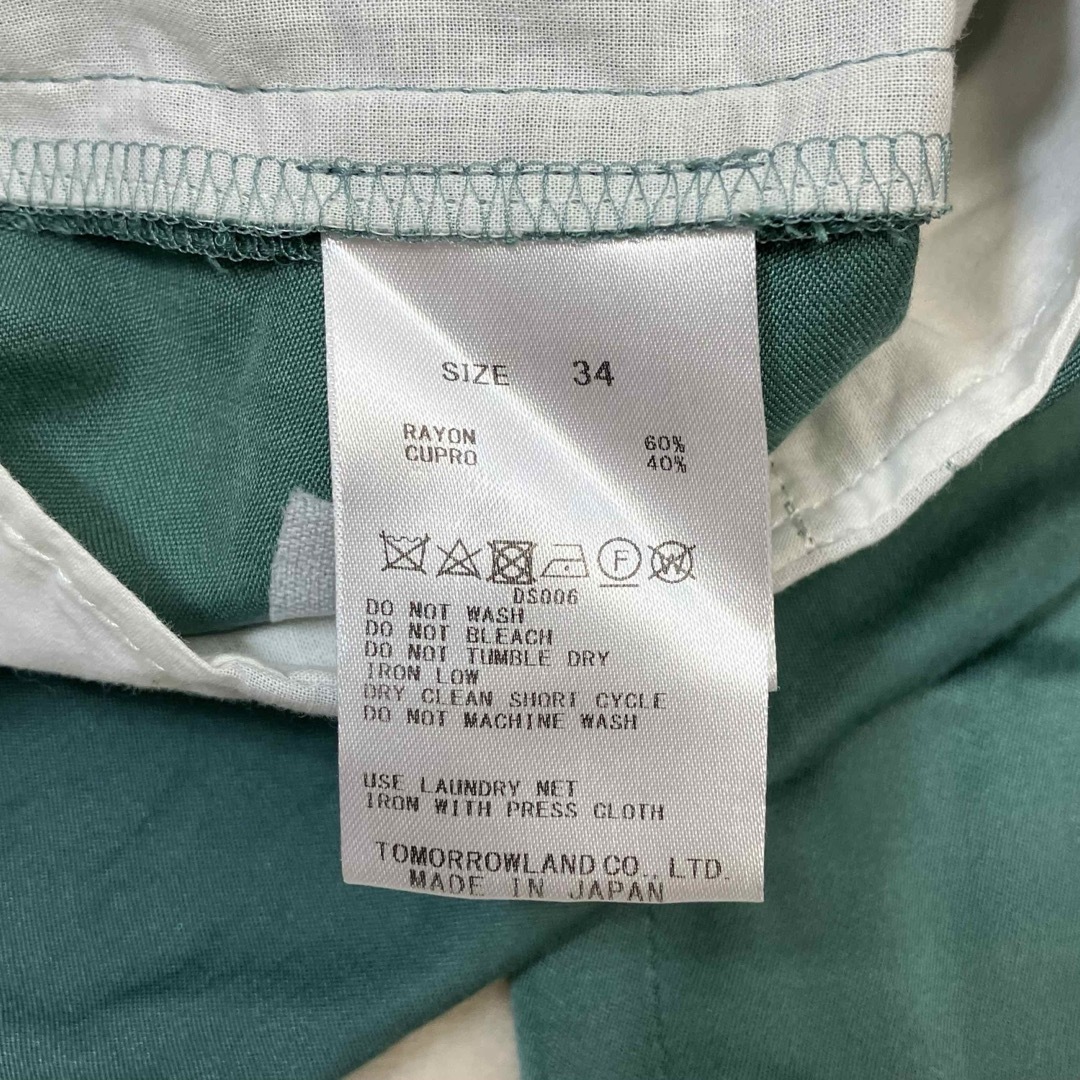 SIZE 34
RAYON 60%
CUPRO 40%
F W
DS006
DO NOT WASH
DO NOT BLEACH
DO NOT TUMBLE DRY
IRON LOW
DRY CLEAN SHORT CYCLE
DO NOT MACHINE WASH
USE LAUNDRY NET
IRON WITH PRESS CLOTH
TOMORROWLAND CO., LTD.
MADE IN JAPAN